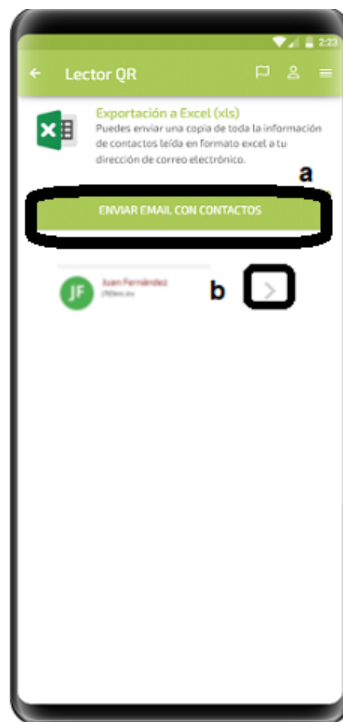 2:23
Lector QR
Exportación a Excel (xls)
Puedes enviar una copia de toda la información
de contactos leída en formato excel a tu
dirección de correo electrónico.
a
ENVIAR EMAIL CON CONTACTOS
JF
Juan Fernández
b